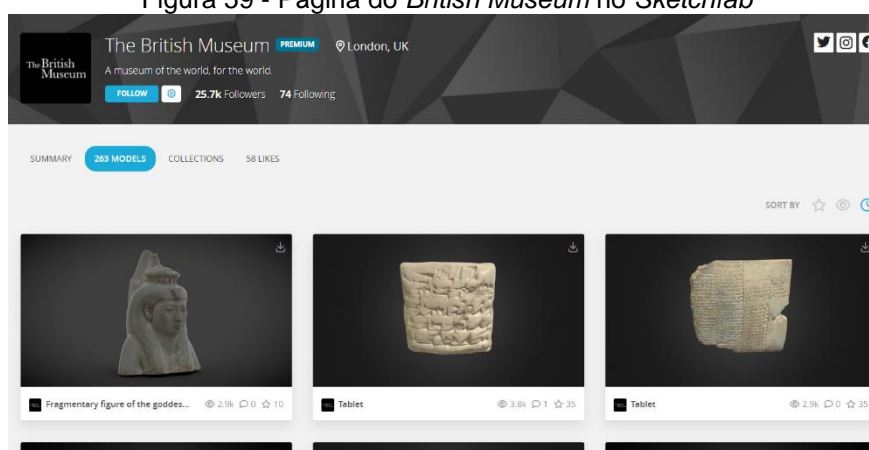 Figura 59 - Página do British Museum no Sketchfab
The British Museum
The British Museum PREMIUM London, UK
A museum of the world, for the world.
FOLLOW 25.7k Followers 74 Following
SUMMARY 263 MODELS COLLECTIONS 58 LIKES
SORT BY
Fragmentary figure of the goddes... 2.9k 0 10
Tablet 3.8k 1 35
Tablet 2.9k 0 35